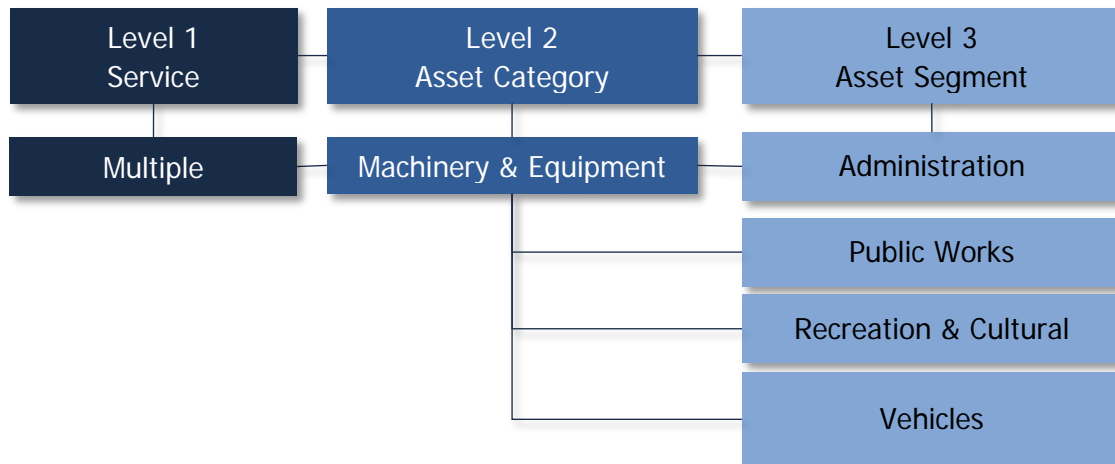 Level 1
Service
Level 2
Asset Category
Level 3
Asset Segment
Multiple
Machinery & Equipment
Administration
Public Works
Recreation & Cultural
Vehicles